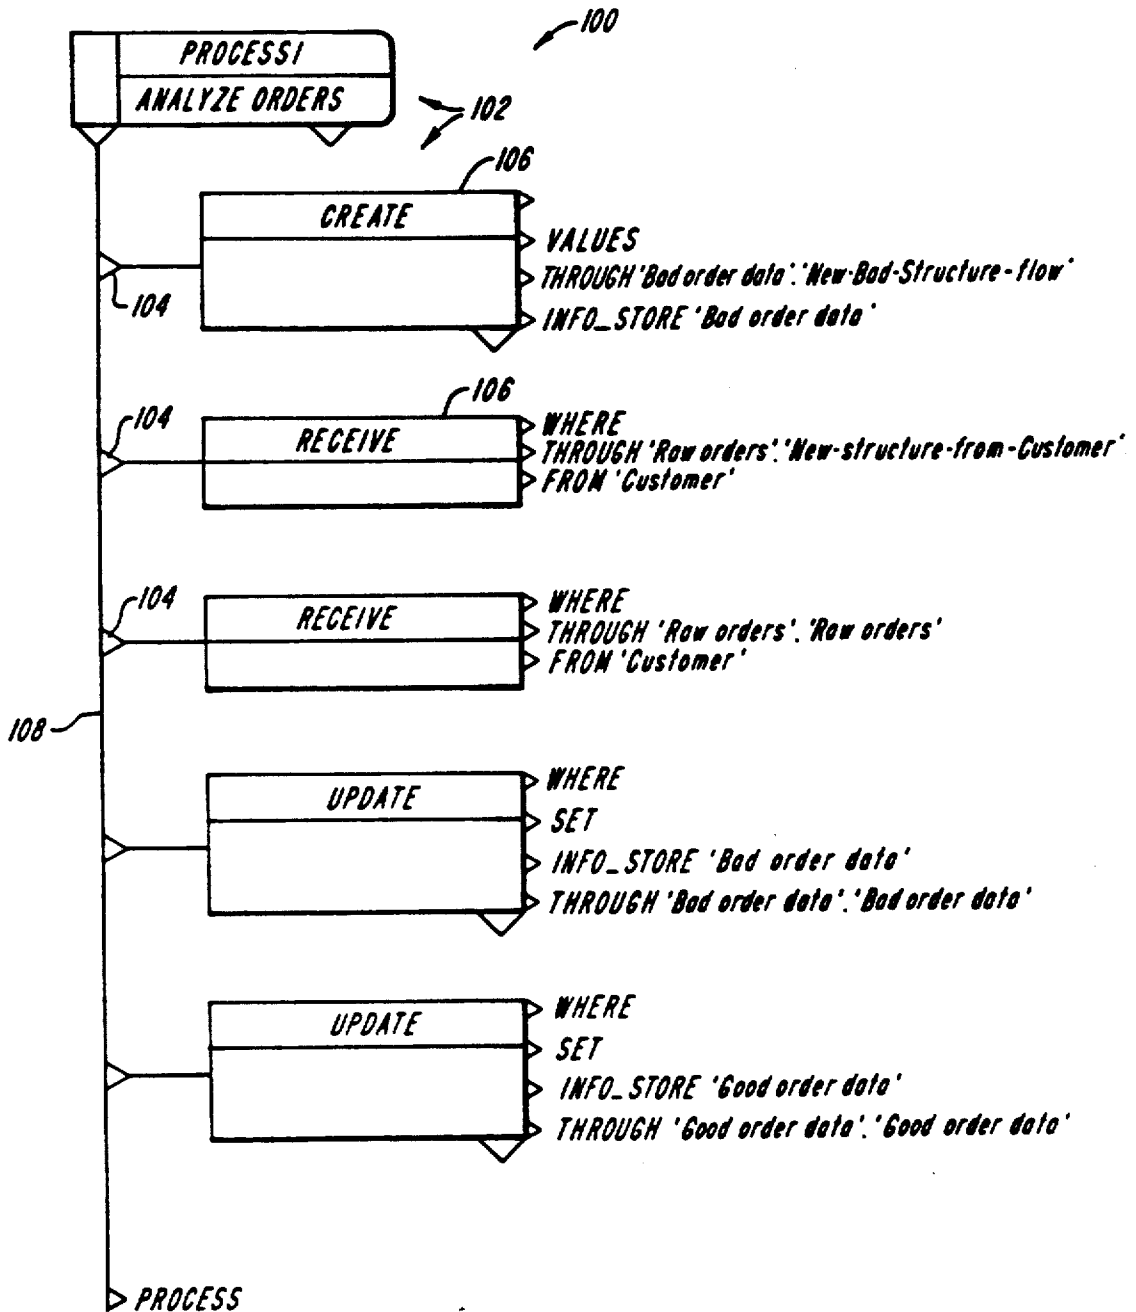 100
PROCESS1
ANALYZE ORDERS
102
106
CREATE
VALUES
THROUGH 'Bad order data'.'New-Bad-Structure-flow'
104
INFO_STORE 'Bad order data'
106
104
RECEIVE
WHERE
THROUGH 'Raw orders'.'New-structure-from-Customer'
FROM 'Customer'
104
RECEIVE
WHERE
THROUGH 'Raw orders'.'Raw orders'
FROM 'Customer'
108
UPDATE
WHERE
SET
INFO_STORE 'Bad order data'
THROUGH 'Bad order data'.'Bad order data'
UPDATE
WHERE
SET
INFO_STORE 'Good order data'
THROUGH 'Good order data'.'Good order data'
PROCESS